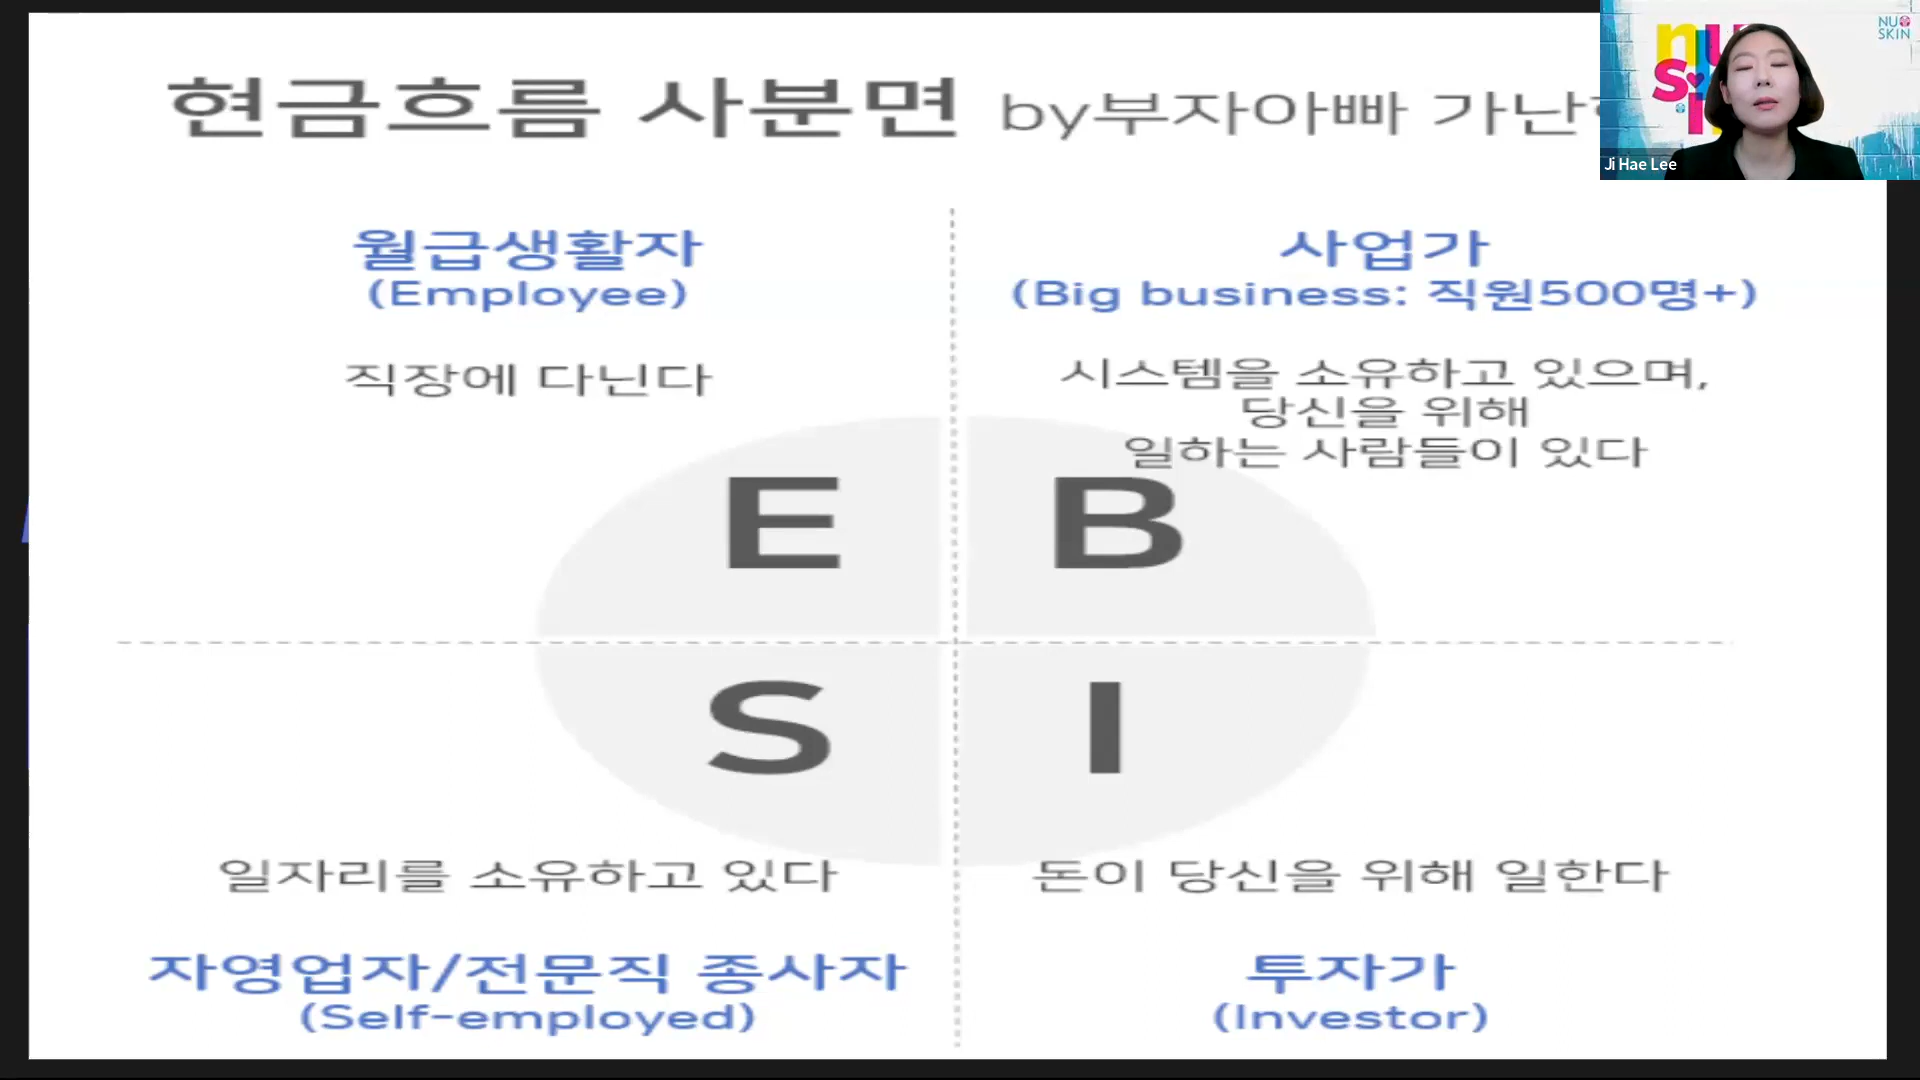 현금흐름 사분면 by부자아빠 가난
NU SKIN
nu
Ji Hae Lee
월급생활자
(Employee)
직장에 다닌다
사업가
(Big business: 직원500명+)
시스템을 소유하고 있으며,
당신을 위해
일하는 사람들이 있다
E
B
S
I
일자리를 소유하고 있다
돈이 당신을 위해 일한다
자영업자/전문직 종사자
(Self-employed)
투자가
(Investor)